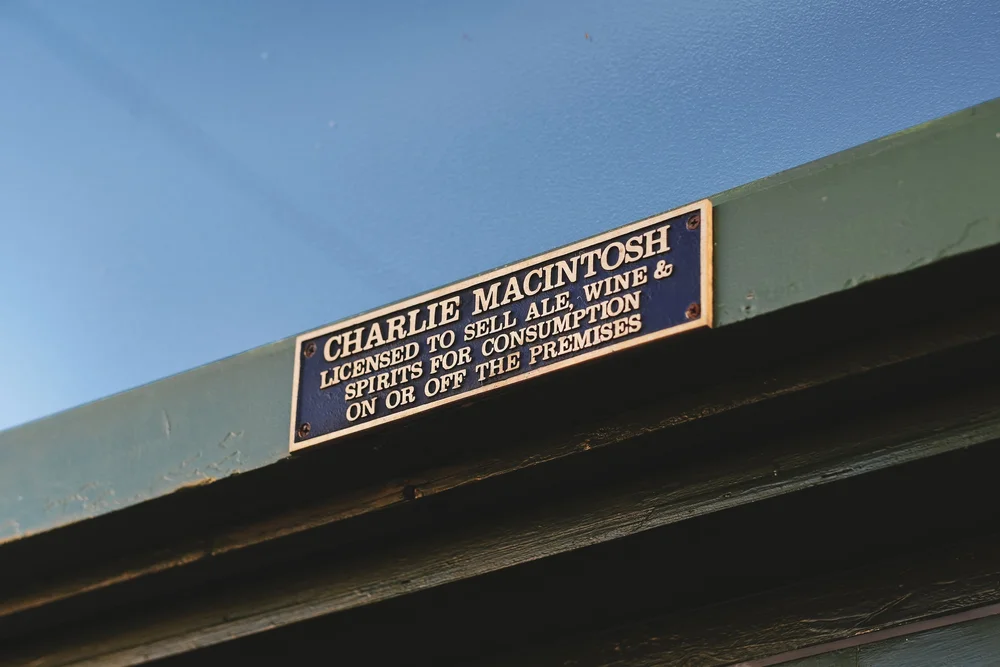 CHARLIE MACINTOSH
LICENSED TO SELL ALE, WINE &
SPIRITS FOR CONSUMPTION
ON OR OFF THE PREMISES